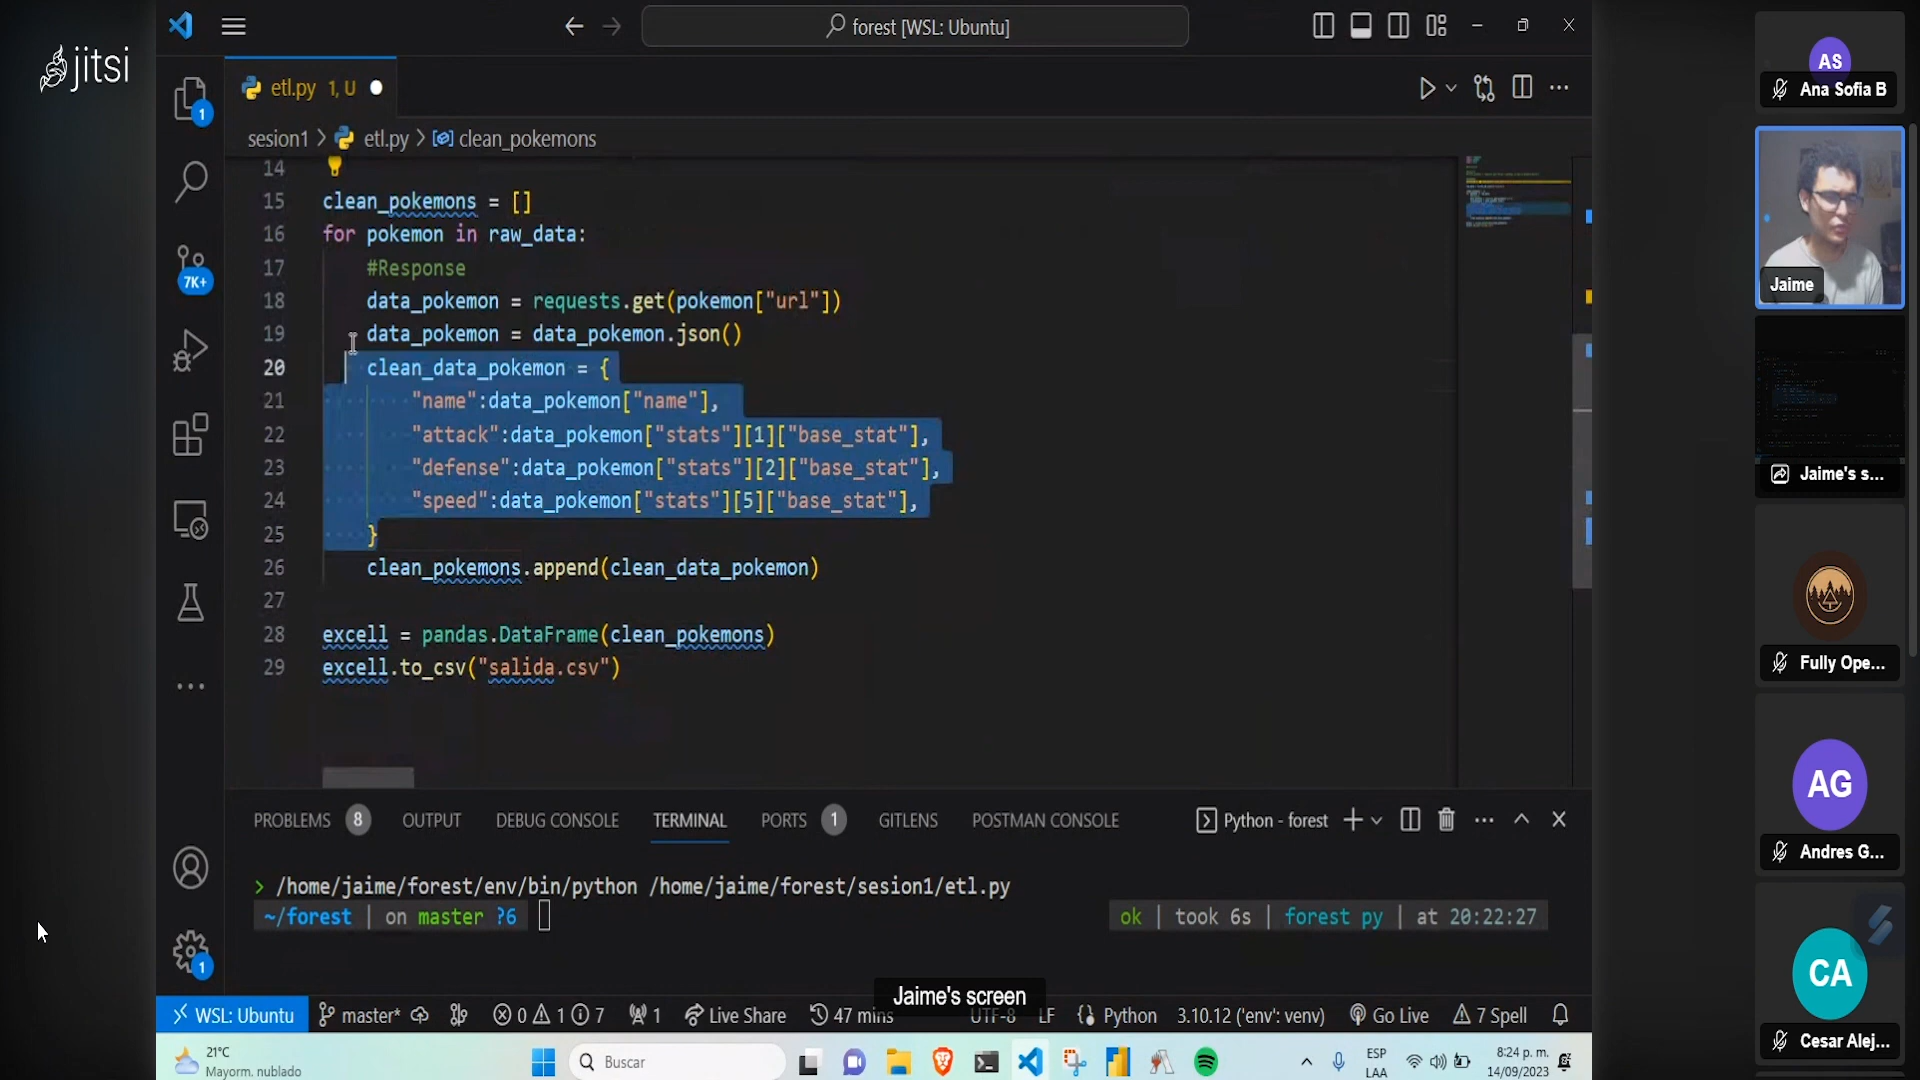 jitsi
forest [WSL: Ubuntu]
etl.py 1, U
sesion1 > etl.py > clean_pokemons
14
15 clean_pokemons = []
16 for pokemon in raw_data:
17 #Response
18 data_pokemon = requests.get(pokemon["url"])
19 data_pokemon = data_pokemon.json()
20 clean_data_pokemon = {
21 "name":data_pokemon["name"],
22 "attack":data_pokemon["stats"][1]["base_stat"],
23 "defense":data_pokemon["stats"][2]["base_stat"],
24 "speed":data_pokemon["stats"][5]["base_stat"],
25 }
26 clean_pokemons.append(clean_data_pokemon)
27
28 excell = pandas.DataFrame(clean_pokemons)
29 excell.to_csv("salida.csv")
1
7K+
1
PROBLEMS 8 OUTPUT DEBUG CONSOLE TERMINAL PORTS 1 GITLENS POSTMAN CONSOLE Python - forest
> /home/jaime/forest/env/bin/python /home/jaime/forest/sesion1/etl.py
~/forest | on master ?6 ok | took 6s | forest py | at 20:22:27
Jaime's screen
WSL: Ubuntu master* 0 1 7 1 Live Share 47 mins UTF-8 LF Python 3.10.12 ('env': venv) Go Live 7 Spell
21°C
Mayorm. nublado
Buscar
ESP
LAA
8:24 p. m.
14/09/2023
AS
Ana Sofia B
Jaime
Jaime's s...
Fully Ope...
AG
Andres G...
CA
Cesar Alej...